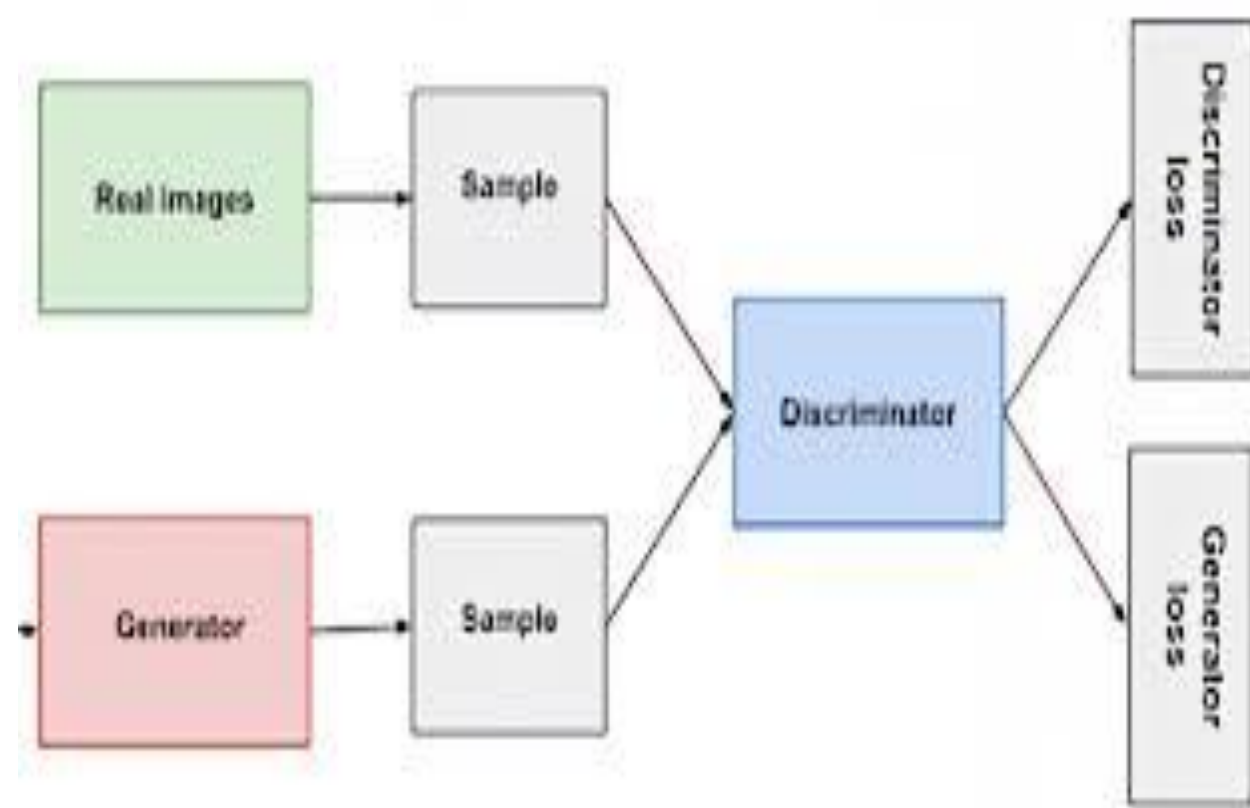 Real Images
Sample
Discriminator
loss
Discriminator
Generator
Sample
Generator
loss